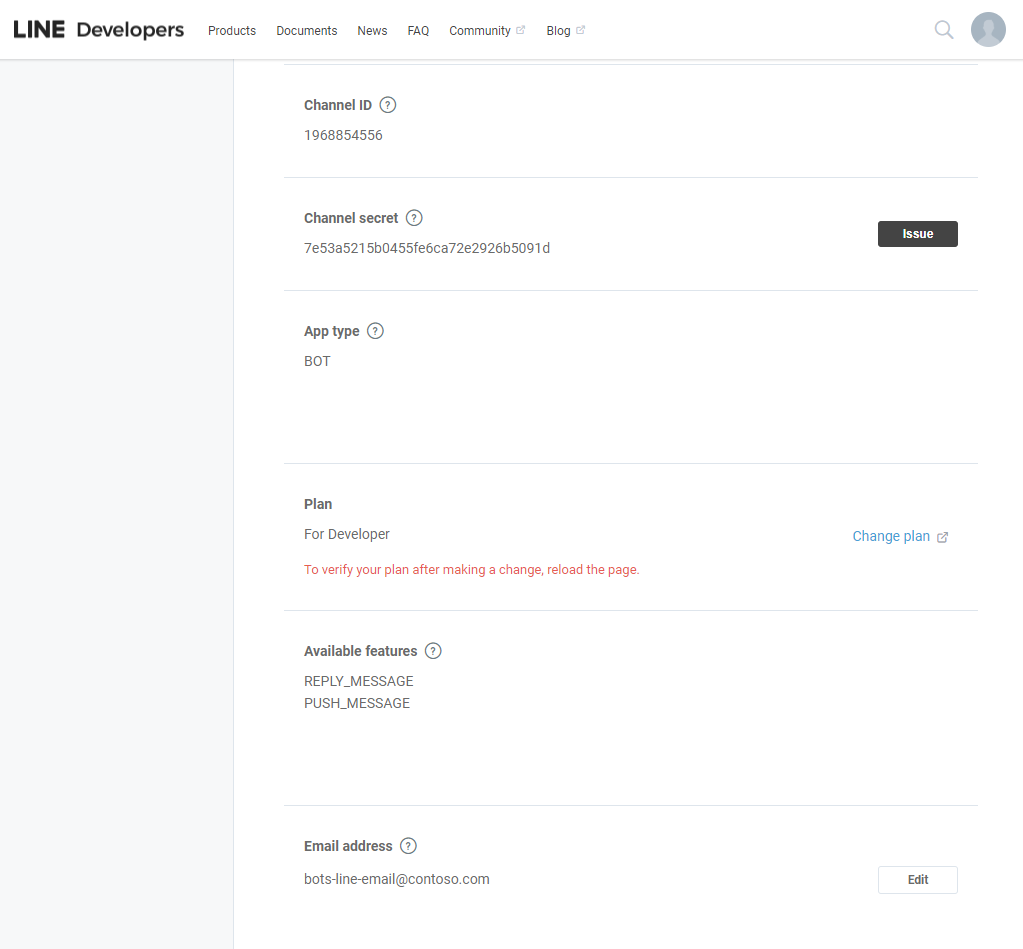 LINE Developers
Products Documents News FAQ Community Blog
Channel ID ?
1968854556
Channel secret ?
7e53a5215b0455fe6ca72e2926b5091d
Issue
App type ?
BOT
Plan
For Developer
Change plan
To verify your plan after making a change, reload the page.
Available features ?
REPLY_MESSAGE
PUSH_MESSAGE
Email address ?
bots-line-email@contoso.com
Edit